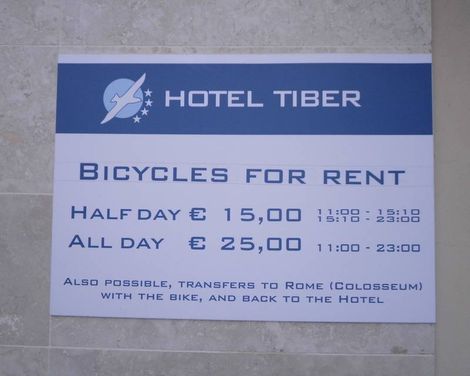 HOTEL TIBER
BICYCLES FOR RENT
HALF DAY € 15,00 11:00 - 15:10
15:10 - 23:00
ALL DAY € 25,00 11:00 - 23:00
ALSO POSSIBLE, TRANSFERS TO ROME (COLOSSEUM)
WITH THE BIKE, AND BACK TO THE HOTEL